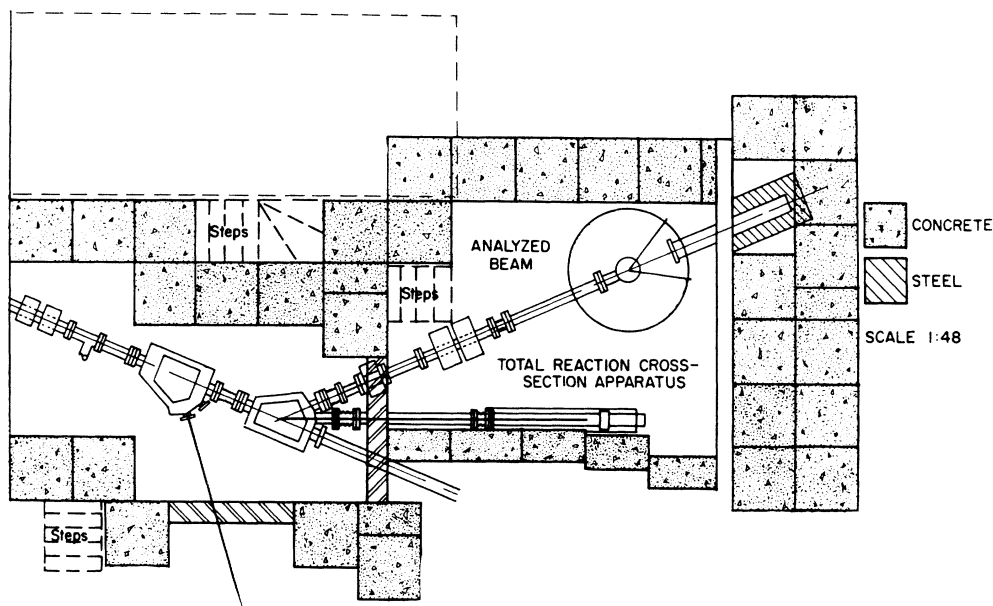 Steps
ANALYZED
BEAM
CONCRETE
Steps
STEEL
SCALE 1:48
TOTAL REACTION CROSS-
SECTION APPARATUS
Steps